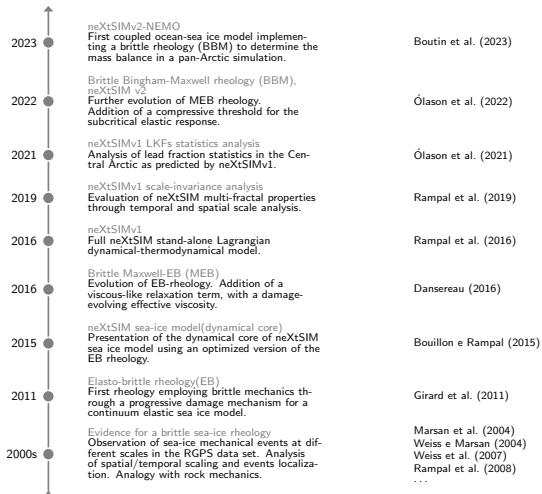 neXtSIMv2-NEMO
2023
First coupled ocean-sea ice model implemen-
ting a brittle rheology (BBM) to determine the
mass balance in a pan-Arctic simulation.
Boutin et al. (2023)
Brittle Bingham-Maxwell rheology (BBM),
neXtSIM v2
2022
Further evolution of MEB rheology.
Addition of a compressive threshold for the
subcritical elastic response.
Ólason et al. (2022)
neXtSIMv1 LKFs statistics analysis
2021
Analysis of lead fraction statistics in the Cen-
tral Arctic as predicted by neXtSIMv1.
Ólason et al. (2021)
neXtSIMv1 scale-invariance analysis
2019
Evaluation of neXtSIM multi-fractal properties
through temporal and spatial scale analysis.
Rampal et al. (2019)
neXtSIMv1
2016
Full neXtSIM stand-alone Lagrangian
dynamical-thermodynamical model.
Rampal et al. (2016)
Brittle Maxwell-EB (MEB)
2016
Evolution of EB-rheology. Addition of a
viscous-like relaxation term, with a damage-
evolving effective viscosity.
Dansereau (2016)
neXtSIM sea-ice model(dynamical core)
2015
Presentation of the dynamical core of neXtSIM
sea ice model using an optimized version of the
EB rheology.
Bouillon e Rampal (2015)
Elasto-brittle rheology(EB)
2011
First rheology employing brittle mechanics th-
rough a progressive damage mechanism for a
continuum elastic sea ice model.
Girard et al. (2011)
Evidence for a brittle sea-ice rheology
2000s
Observation of sea-ice mechanical events at dif-
ferent scales in the RGPS data set. Analysis
of spatial/temporal scaling and events localiza-
tion. Analogy with rock mechanics.
Marsan et al. (2004)
Weiss e Marsan (2004)
Weiss et al. (2007)
Rampal et al. (2008)
...